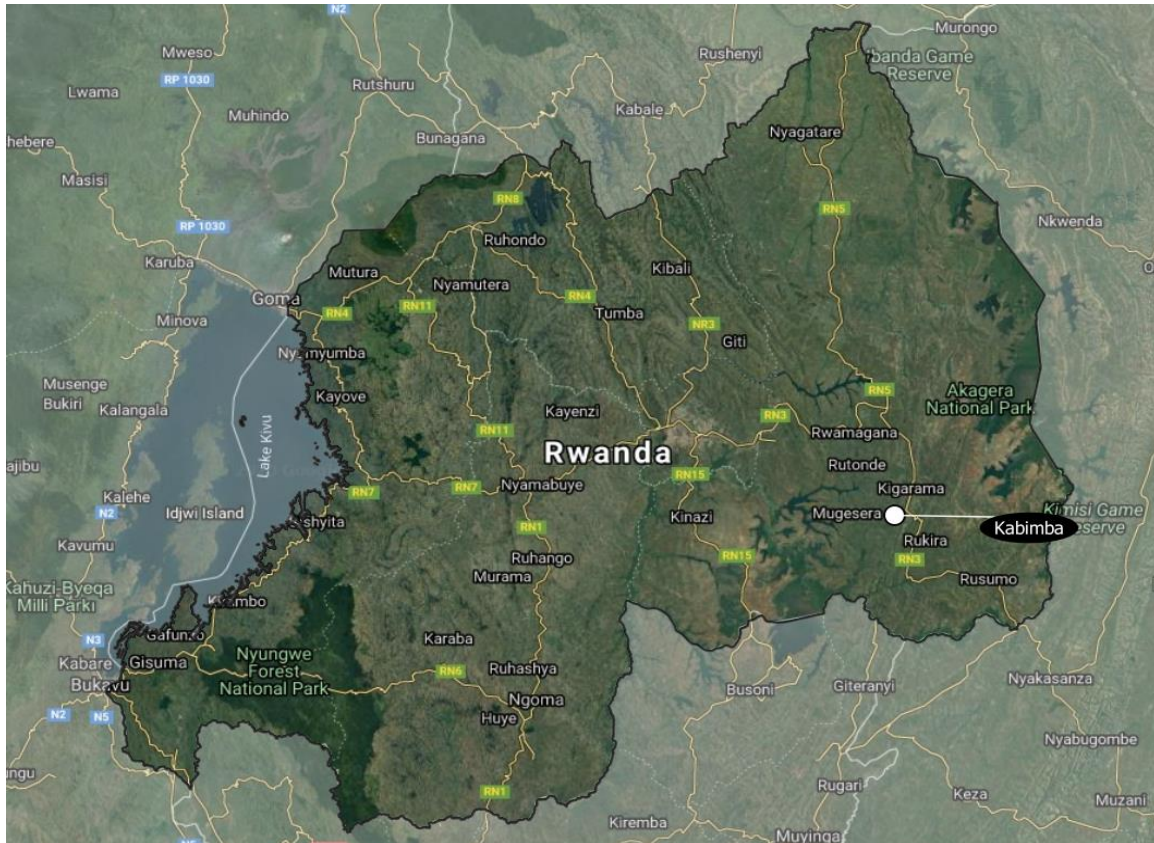 N2
Murongo
Mweso
Rushenyi
banda Game
Reserve
RP 1030
Rutshuru
Lwama
Muhindo
Kabale
Bunagana
Nyagatare
hebere
Masisi
RN8
RN5
Nkwenda
RP 1030
Ruhondo
Karuba
Mutura
Kibali
Goma
Nyamutera
RN4
RN11
RN4
Tumba
NR3
Minova
Giti
Nyamyumba
Musenge
Bukiri
Kalangala
Kayove
RN5
Akagera
National Park
Kayenzi
RN3
Lake Kivu
RN11
Rwamagana
Rwanda
ajibu
Rutonde
RN15
Kalehe
RN7
RN7
Nyamabuye
Kigarama
N2
Idjwi Island
shyita
RN1
Kinazi
Mugesera
Kabimba
Kimisi Game
eserve
Kavumu
Ruhango
Rukira
RN15
RN3
Murama
Rusumo
Kahuzi-Byeqa
Milli Parkı
N3
Gafunzo
Karaba
Kabare
Gisuma
Nyungwe
Forest
National Park
RN6
Ruhashya
Bukavu
Busoni
Giteranyi
Nyakasanza
Ngoma
N2
N5
Huye
Nyabugombe
ungu
RN1
Rugari
Keza
Muzani
Kiremba
Muyinga